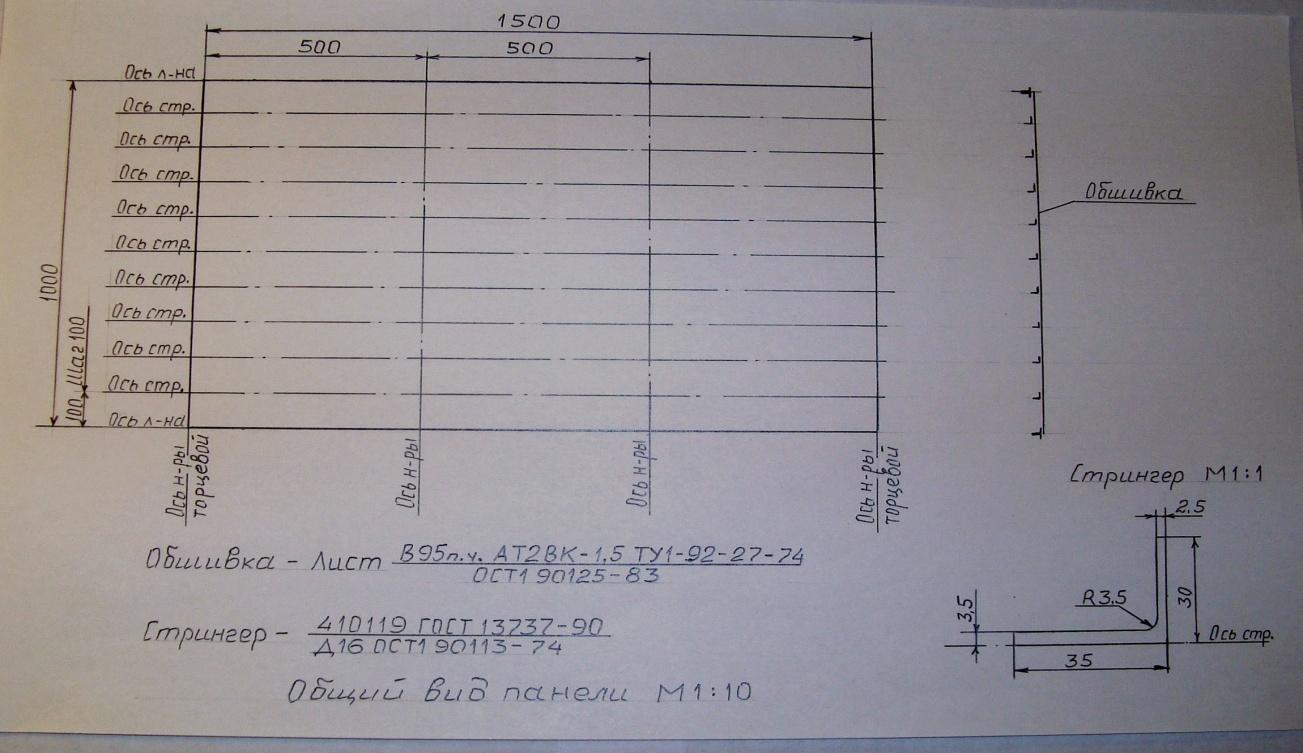 1500
500 500
Ось л-на
Ось стр.
Ось стр.
Ось стр.
Ось стр.
Ось стр.
Ось стр.
Ось стр.
Ось стр.
Ось стр.
Ось л-на
1000
100, Шаг 100
Ось н-ры
торцевой
Ось н-ры
Ось н-ры
Ось н-ры
торцевой
Обшивка
Стрингер М1:1
2,5
30
R3,5
3,5
35
Ось стр.
Обшивка - Лист В95п.ч. АТ2ВК-1,5 ТУ1-92-27-74
ОСТ1 90125-83
Стрингер - 410119 ГОСТ 13737-90
Д16 ОСТ1 90113-74
Общий вид панели М1:10